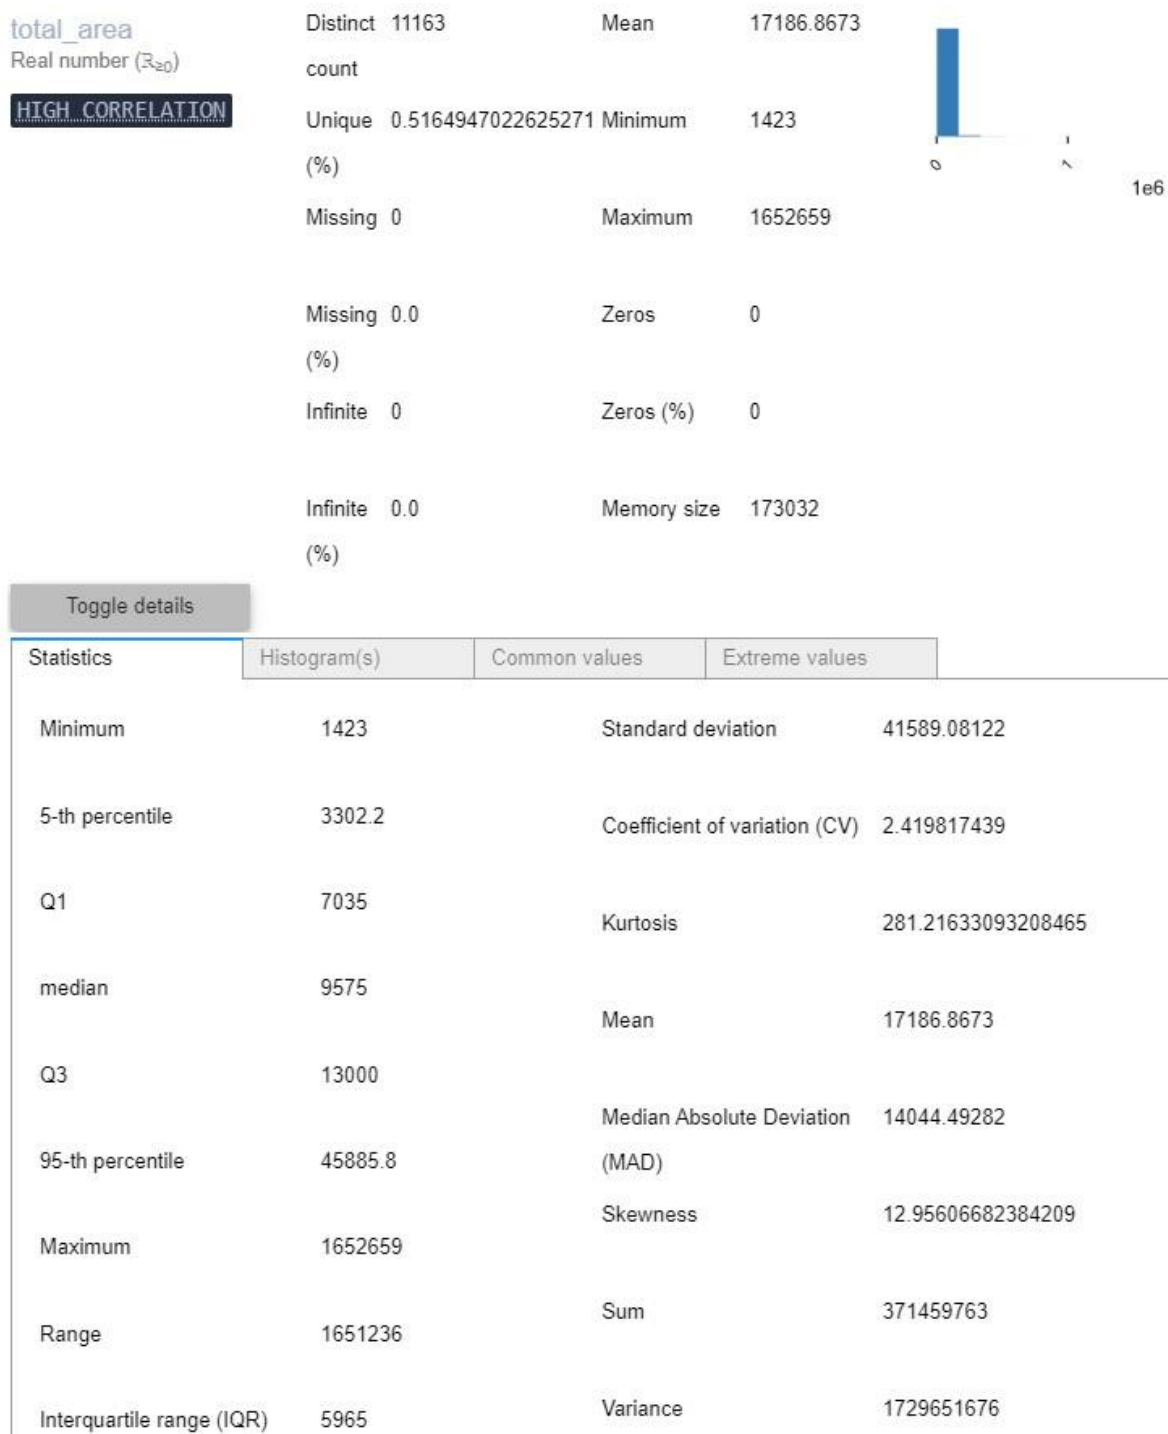 total_area
Real number (ℝ≥0)
HIGH CORRELATION
Distinct count 11163
Unique (%) 0.5164947022625271
Missing 0
Missing (%) 0.0
Infinite 0
Infinite (%) 0.0
Mean 17186.8673
Minimum 1423
Maximum 1652659
Zeros 0
Zeros (%) 0
Memory size 173032
0 1
1e6
Toggle details
Statistics Histogram(s) Common values Extreme values
Minimum 1423
5-th percentile 3302.2
Q1 7035
median 9575
Q3 13000
95-th percentile 45885.8
Maximum 1652659
Range 1651236
Interquartile range (IQR) 5965
Standard deviation 41589.08122
Coefficient of variation (CV) 2.419817439
Kurtosis 281.21633093208465
Mean 17186.8673
Median Absolute Deviation (MAD) 14044.49282
Skewness 12.95606682384209
Sum 371459763
Variance 1729651676